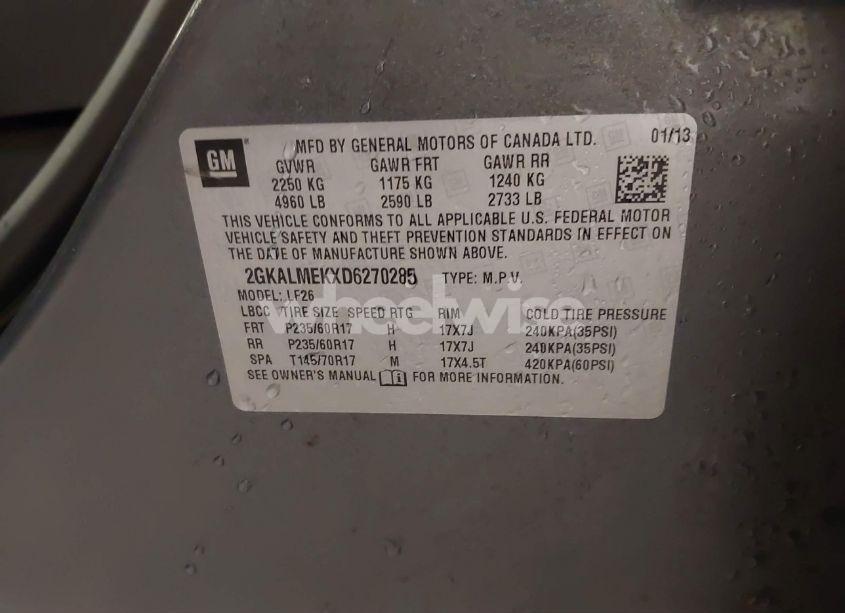 GM
MFD BY GENERAL MOTORS OF CANADA LTD. 01/13
GVWR GAWR FRT GAWR RR
2250 KG 1175 KG 1240 KG
4960 LB 2590 LB 2733 LB
THIS VEHICLE CONFORMS TO ALL APPLICABLE U.S. FEDERAL MOTOR
VEHICLE SAFETY AND THEFT PREVENTION STANDARDS IN EFFECT ON
THE DATE OF MANUFACTURE SHOWN ABOVE.
2GKALMEKXD6270285 TYPE: M.P.V.
MODEL: LF26
wheelwise
LBCC TIRE SIZE SPEED RTG RIM COLD TIRE PRESSURE
FRT P235/60R17 H 17X7J 240KPA(35PSI)
RR P235/60R17 H 17X7J 240KPA(35PSI)
SPA T145/70R17 M 17X4.5T 420KPA(60PSI)
SEE OWNER'S MANUAL FOR MORE INFORMATION.